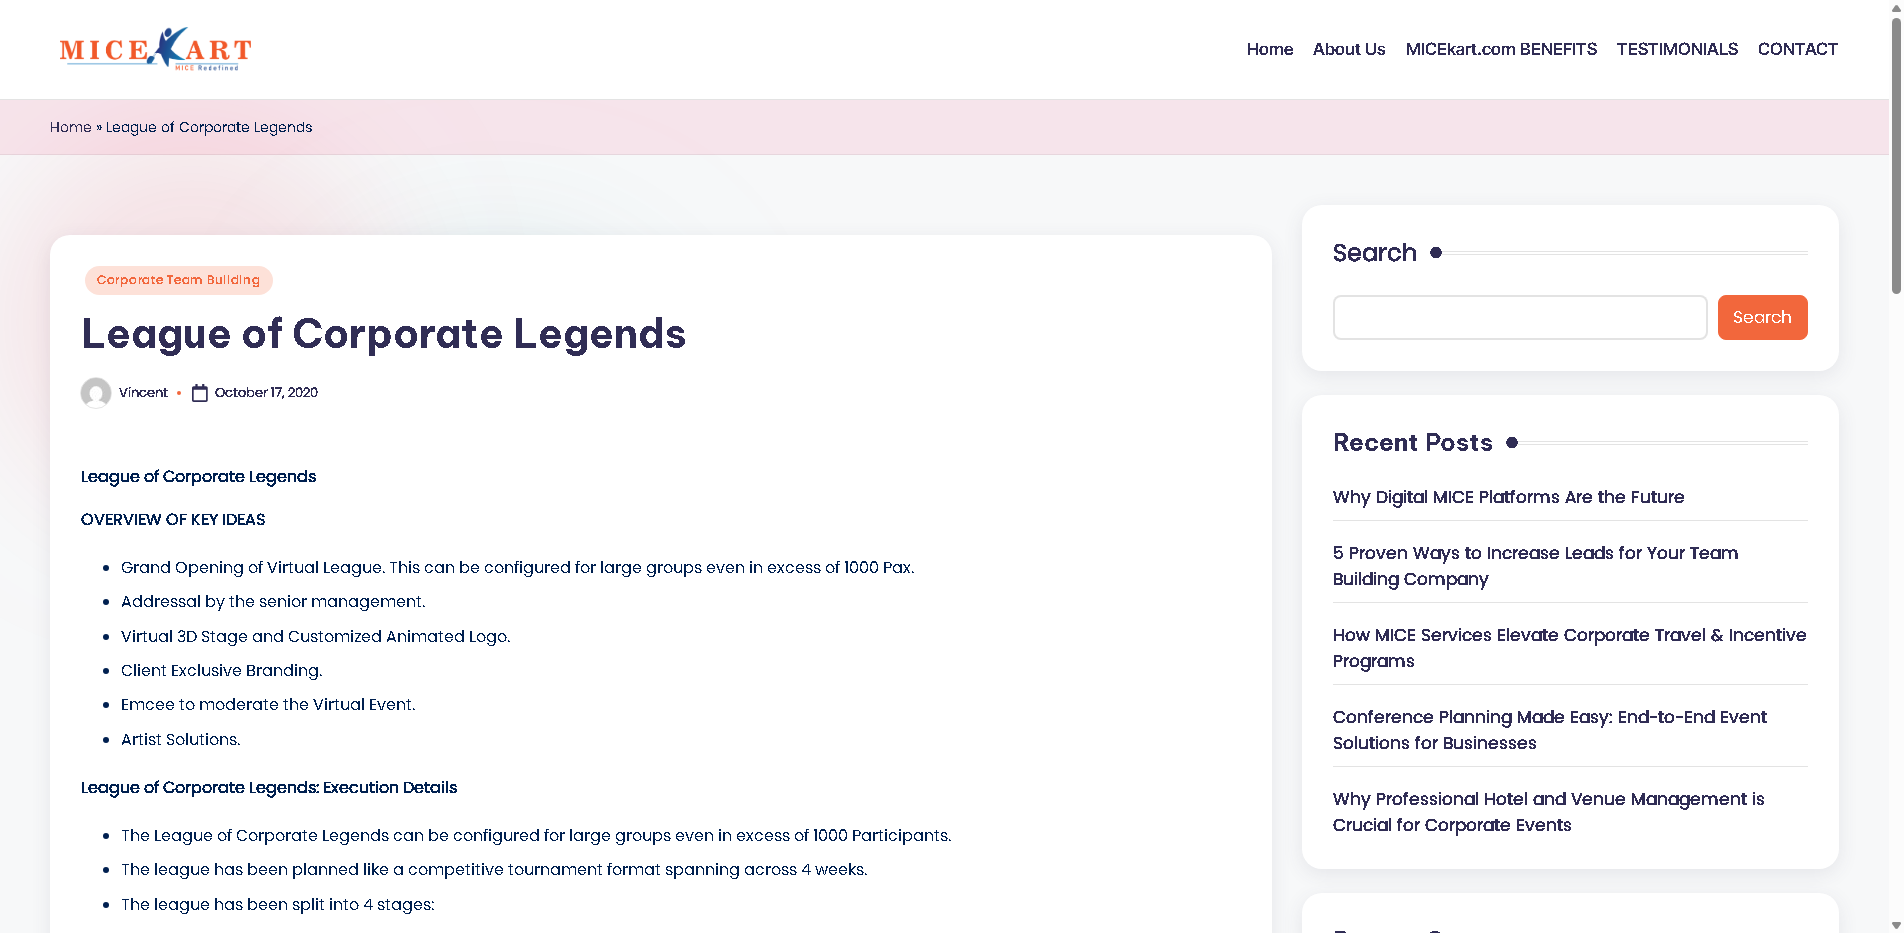 MICEKART
MICE Redefined
Home About Us MICEkart.com BENEFITS TESTIMONIALS CONTACT
Home » League of Corporate Legends
Corporate Team Building
League of Corporate Legends
Vincent • October 17, 2020
League of Corporate Legends
OVERVIEW OF KEY IDEAS
• Grand Opening of Virtual League. This can be configured for large groups even in excess of 1000 Pax.
• Addressal by the senior management.
• Virtual 3D Stage and Customized Animated Logo.
• Client Exclusive Branding.
• Emcee to moderate the Virtual Event.
• Artist Solutions.
League of Corporate Legends: Execution Details
• The League of Corporate Legends can be configured for large groups even in excess of 1000 Participants.
• The league has been planned like a competitive tournament format spanning across 4 weeks.
• The league has been split into 4 stages:
Search
Search
Recent Posts
Why Digital MICE Platforms Are the Future
5 Proven Ways to Increase Leads for Your Team
Building Company
How MICE Services Elevate Corporate Travel & Incentive
Programs
Conference Planning Made Easy: End-to-End Event
Solutions for Businesses
Why Professional Hotel and Venue Management is
Crucial for Corporate Events